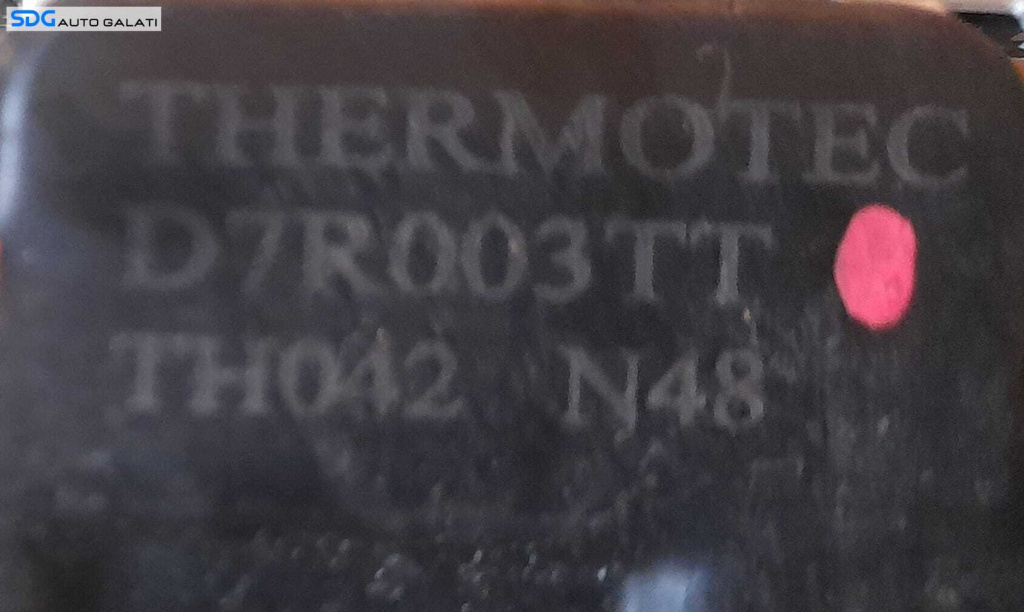 SDG AUTO GALATI
THERMOTEC
D7R003TT
TH042 N48